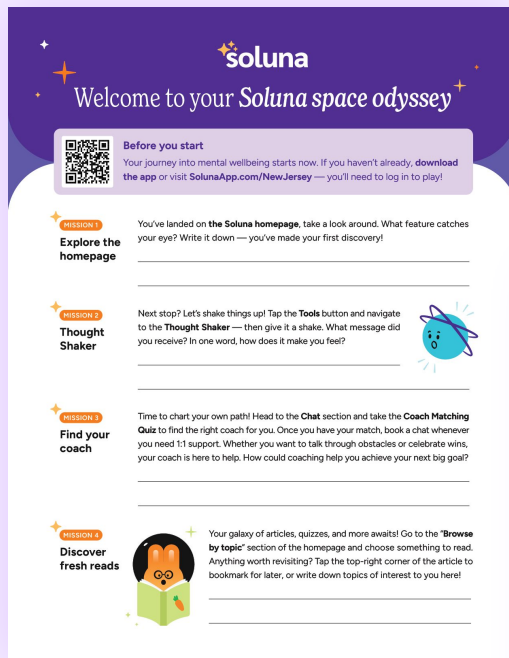 soluna
Welcome to your Soluna space odyssey
Before you start
Your journey into mental wellbeing starts now. If you haven't already, download
the app or visit SolunaApp.com/NewJersey — you'll need to log in to play!
MISSION 1
Explore the
homepage
You've landed on the Soluna homepage, take a look around. What feature catches
your eye? Write it down — you've made your first discovery!
MISSION 2
Thought
Shaker
Next stop? Let's shake things up! Tap the Tools button and navigate
to the Thought Shaker — then give it a shake. What message did
you receive? In one word, how does it make you feel?
MISSION 3
Find your
coach
Time to chart your own path! Head to the Chat section and take the Coach Matching
Quiz to find the right coach for you. Once you have your match, book a chat whenever
you need 1:1 support. Whether you want to talk through obstacles or celebrate wins,
your coach is here to help. How could coaching help you achieve your next big goal?
MISSION 4
Discover
fresh reads
Your galaxy of articles, quizzes, and more awaits! Go to the "Browse
by topic" section of the homepage and choose something to read.
Anything worth revisiting? Tap the top-right corner of the article to
bookmark for later, or write down topics of interest to you here!